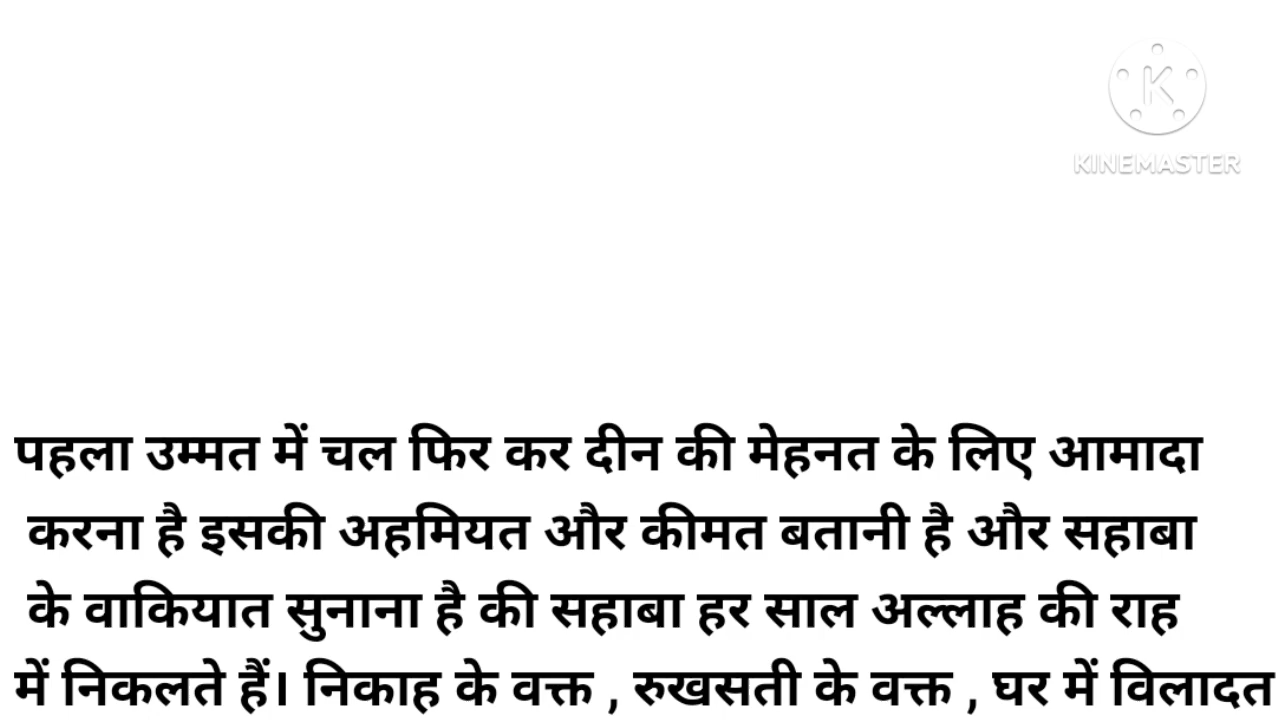 KINEMASTER
पहला उम्मत में चल फिर कर दीन की मेहनत के लिए आमादा
करना है इसकी अहमियत और कीमत बतानी है और सहाबा
के वाकियात सुनाना है की सहाबा हर साल अल्लाह की राह
में निकलते हैं। निकाह के वक्त , रुखसती के वक्त , घर में विलादत